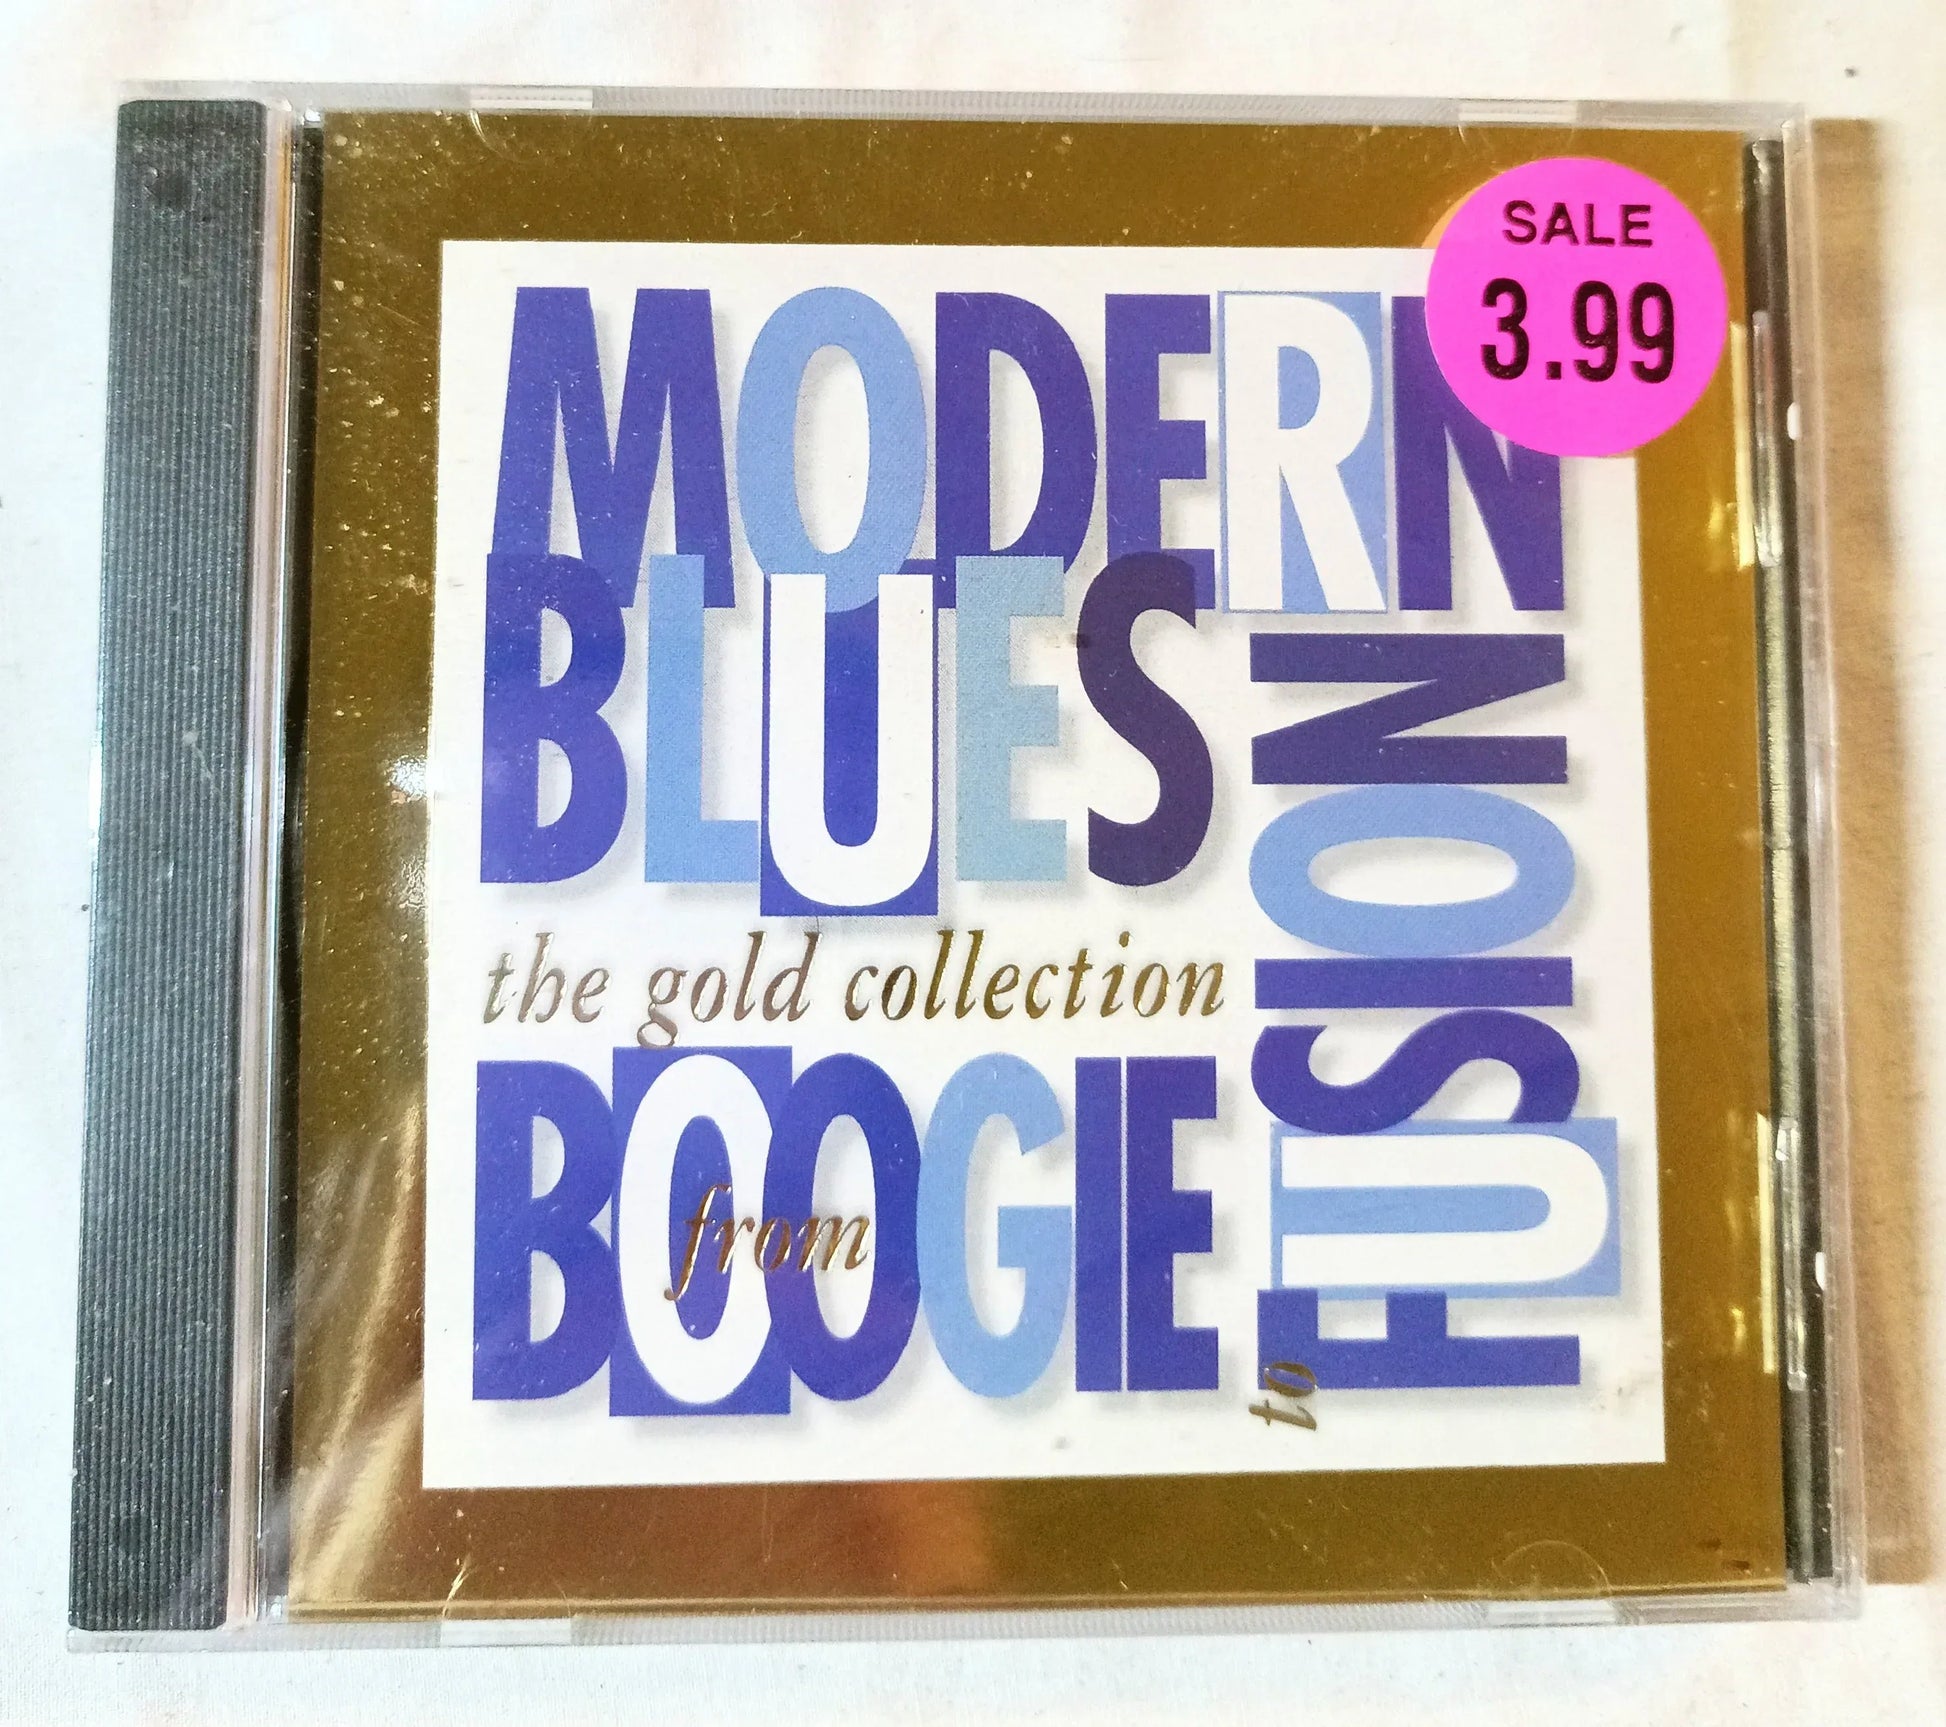 SALE
3.99
MODERN
BLUES
the gold collection
from
BOOGIE
to
FUSION